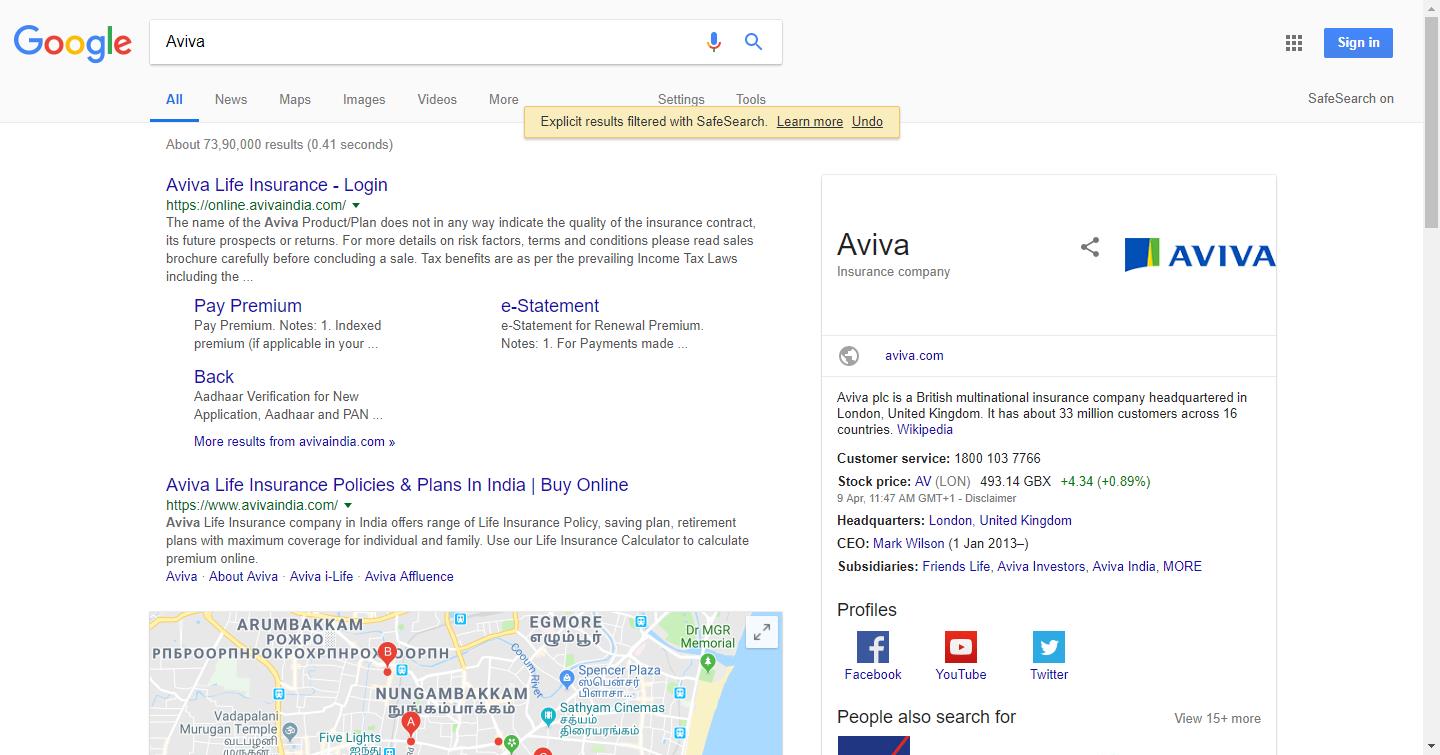 Google
Aviva
Sign in
All News Maps Images Videos More Settings Tools
SafeSearch on
Explicit results filtered with SafeSearch. Learn more Undo
About 73,90,000 results (0.41 seconds)
Aviva Life Insurance - Login
https://online.avivaindia.com/
The name of the Aviva Product/Plan does not in any way indicate the quality of the insurance contract,
its future prospects or returns. For more details on risk factors, terms and conditions please read sales
brochure carefully before concluding a sale. Tax benefits are as per the prevailing Income Tax Laws
including the ...
Pay Premium
Pay Premium. Notes: 1. Indexed
premium (if applicable in your ...
e-Statement
e-Statement for Renewal Premium.
Notes: 1. For Payments made ...
Back
Aadhaar Verification for New
Application, Aadhaar and PAN ...
More results from avivaindia.com »
Aviva Life Insurance Policies & Plans In India | Buy Online
https://www.avivaindia.com/
Aviva Life Insurance company in India offers range of Life Insurance Policy, saving plan, retirement
plans with maximum coverage for individual and family. Use our Life Insurance Calculator to calculate
premium online.
Aviva · About Aviva · Aviva i-Life · Aviva Affluence
ARUMBAKKAM
EGMORE
எழும்பூர்
Dr MGR
Memorial
B
Cooum River
Spencer Plaza
ஸ்பென்சர்
பிளாசா...
NUNGAMBAKKAM
நுங்கம்பாக்கம்
Sathyam Cinemas
சத்யம்
திரையரங்கம்
Vadapalani
Murugan Temple
வடபழனி
A
Five Lights
Aviva
Insurance company
AVIVA
aviva.com
Aviva plc is a British multinational insurance company headquartered in
London, United Kingdom. It has about 33 million customers across 16
countries. Wikipedia
Customer service: 1800 103 7766
Stock price: AV (LON) 493.14 GBX +4.34 (+0.89%)
9 Apr, 11:47 AM GMT+1 - Disclaimer
Headquarters: London, United Kingdom
CEO: Mark Wilson (1 Jan 2013–)
Subsidiaries: Friends Life, Aviva Investors, Aviva India, MORE
Profiles
Facebook YouTube Twitter
People also search for
View 15+ more